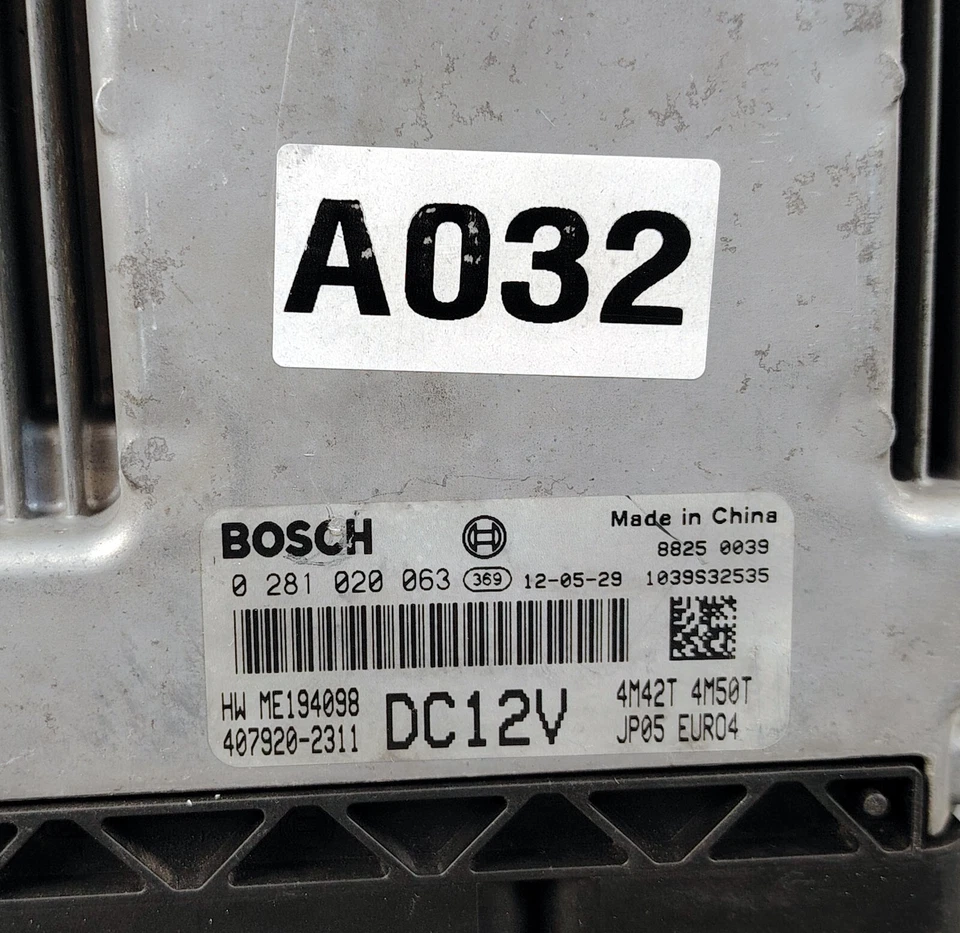 A032
BOSCH
Made in China
8825 0039
0 281 020 063 369 12-05-29 1039S32535
HW ME194098
407920-2311
DC12V
4M42T 4M50T
JP05 EURO4